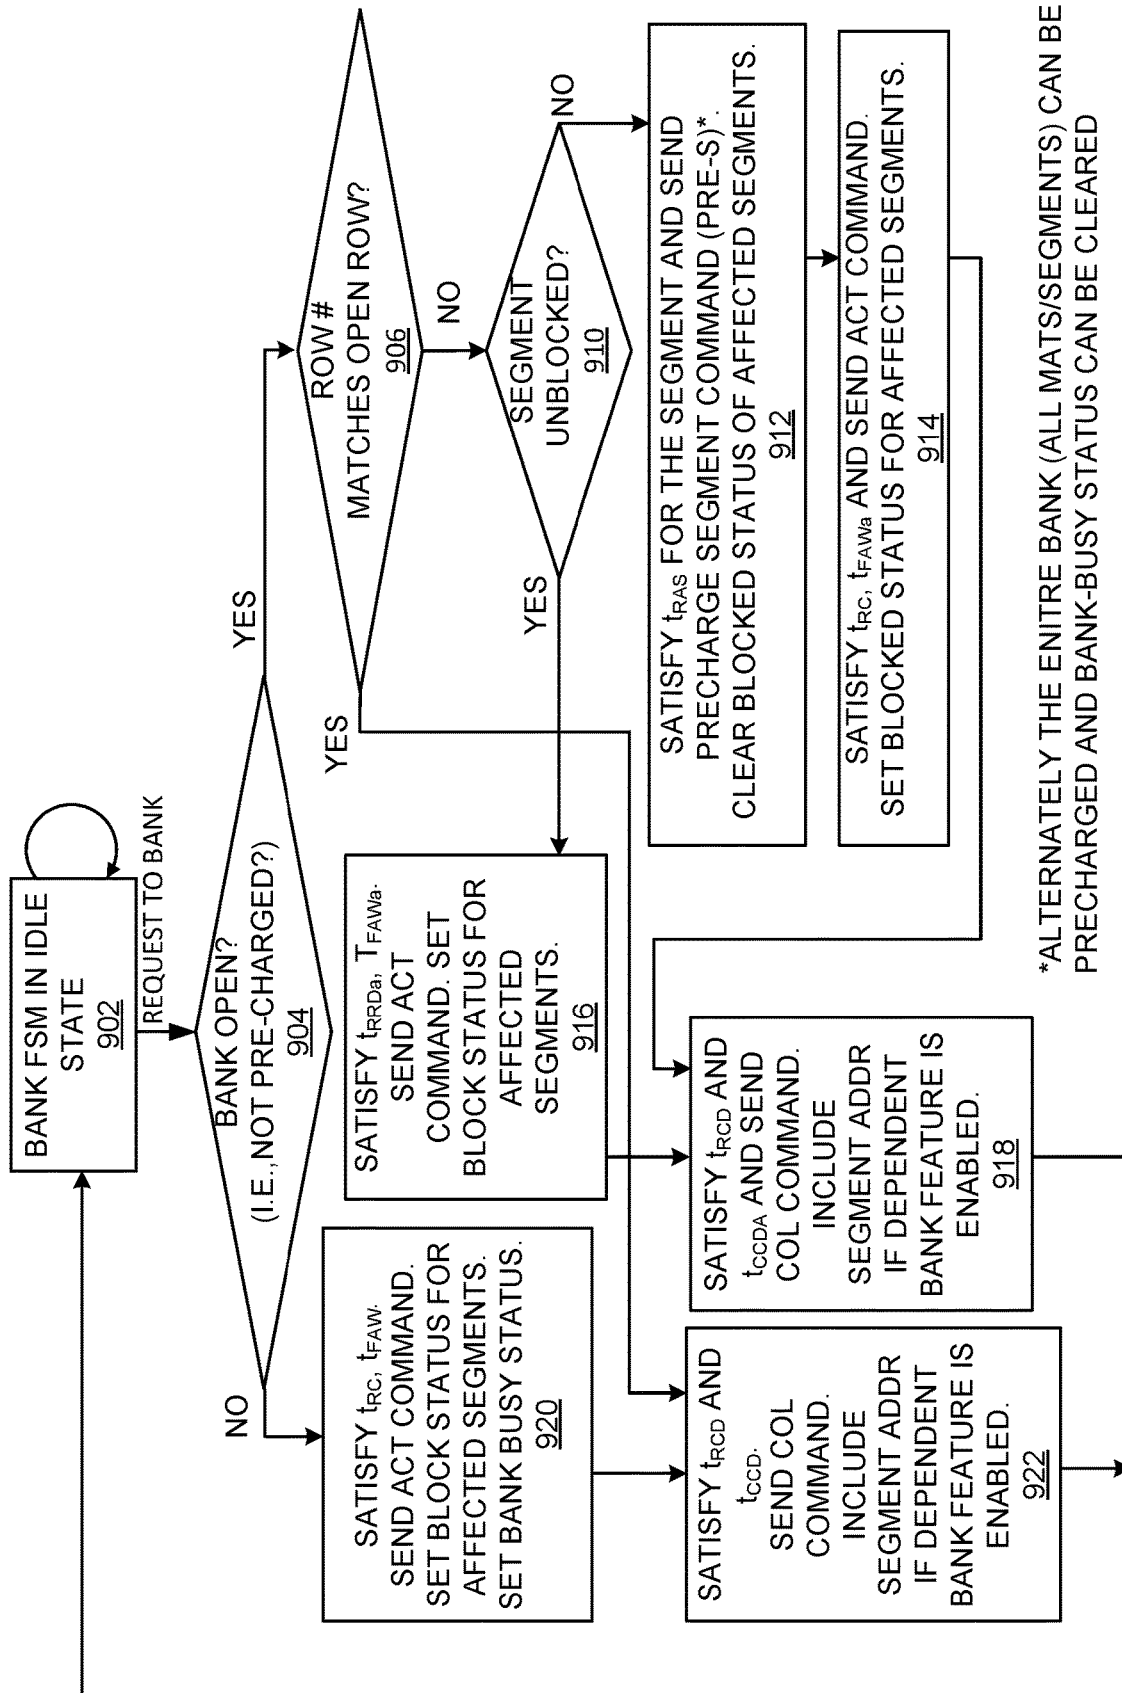 BANK FSM IN IDLE
STATE
902
REQUEST TO BANK
BANK OPEN?
(I.E., NOT PRE-CHARGED?)
904
NO
YES
ROW #
MATCHES OPEN ROW?
906
YES
NO
SEGMENT
UNBLOCKED?
910
YES
NO
SATISFY tRC, tFAW.
SEND ACT COMMAND.
SET BLOCK STATUS FOR
AFFECTED SEGMENTS.
SET BANK BUSY STATUS.
920
SATISFY tRRDa, TFAWa.
SEND ACT
COMMAND. SET
BLOCK STATUS FOR
AFFECTED
SEGMENTS.
916
SATISFY tRAS FOR THE SEGMENT AND SEND
PRECHARGE SEGMENT COMMAND (PRE-S)*.
CLEAR BLOCKED STATUS OF AFFECTED SEGMENTS.
912
SATISFY tRC, tFAWa AND SEND ACT COMMAND.
SET BLOCKED STATUS FOR AFFECTED SEGMENTS.
914
SATISFY tRCD AND
tCCD.
SEND COL
COMMAND.
INCLUDE
SEGMENT ADDR
IF DEPENDENT
BANK FEATURE IS
ENABLED.
922
SATISFY tRCD AND
tCCDA AND SEND
COL COMMAND.
INCLUDE
SEGMENT ADDR
IF DEPENDENT
BANK FEATURE IS
ENABLED.
918
*ALTERNATELY THE ENITRE BANK (ALL MATS/SEGMENTS) CAN BE
PRECHARGED AND BANK-BUSY STATUS CAN BE CLEARED